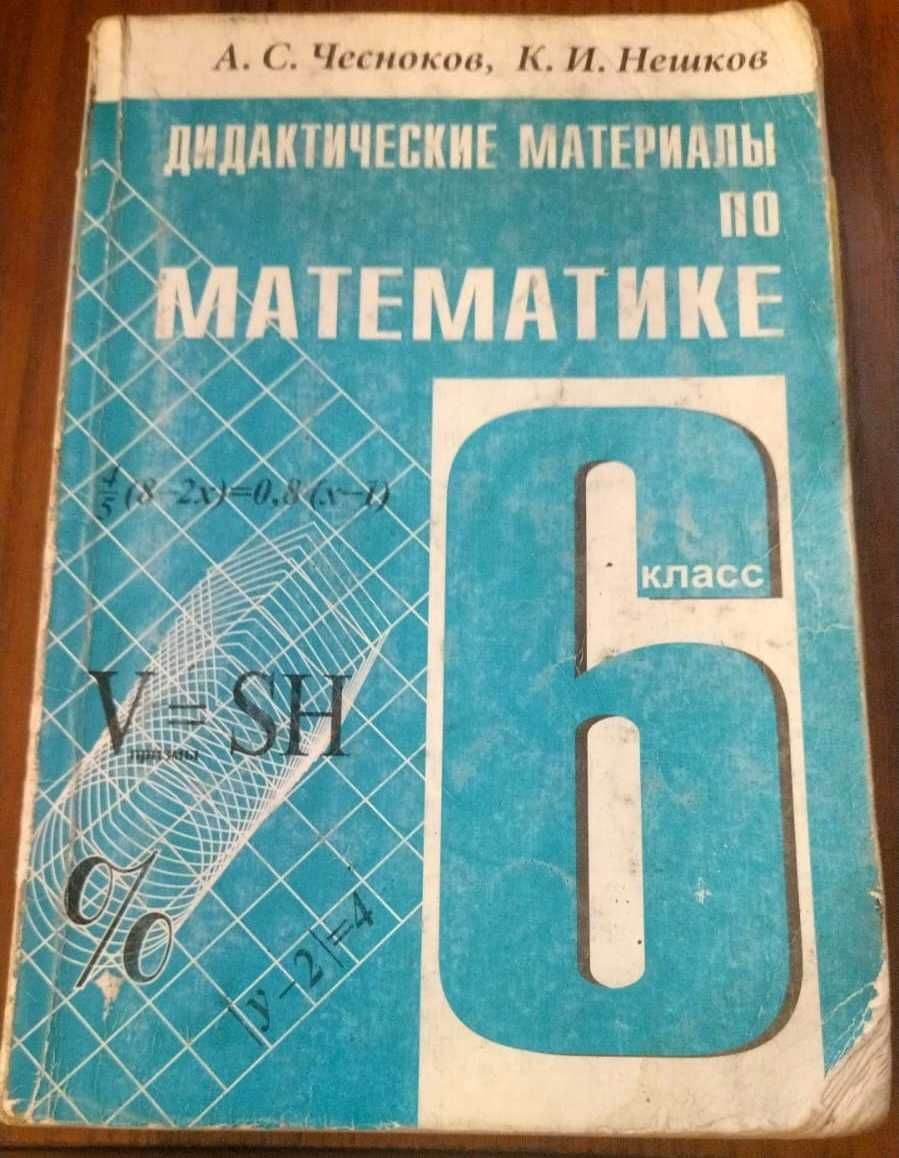 А. С. Чесноков, К. И. Нешков
ДИДАКТИЧЕСКИЕ МАТЕРИАЛЫ
ПО
МАТЕМАТИКЕ
4/5 (8–2x)=0,8·(x–1)
6
класс
V призмы = SH
%
|y–2|=4